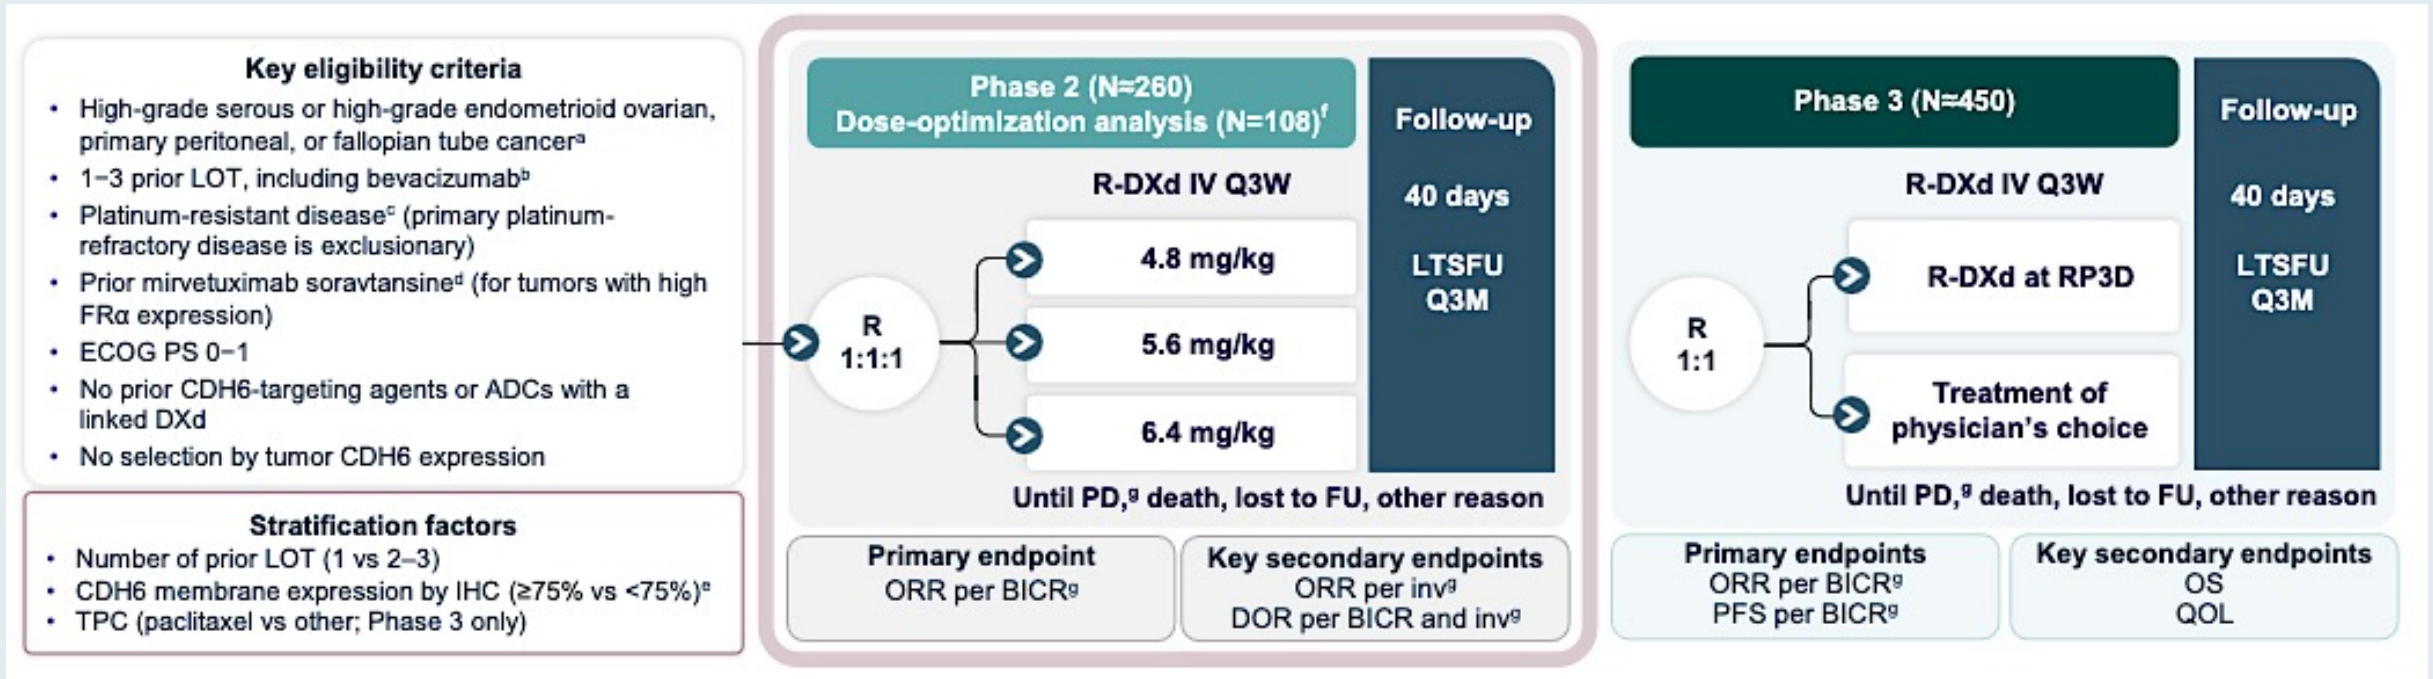 Key eligibility criteria
• High-grade serous or high-grade endometrioid ovarian,
primary peritoneal, or fallopian tube cancerᵃ
• 1−3 prior LOT, including bevacizumabᵇ
• Platinum-resistant diseaseᶜ (primary platinum-
refractory disease is exclusionary)
• Prior mirvetuximab soravtansineᵈ (for tumors with high
FRα expression)
• ECOG PS 0−1
• No prior CDH6-targeting agents or ADCs with a
linked DXd
• No selection by tumor CDH6 expression
Stratification factors
• Number of prior LOT (1 vs 2–3)
• CDH6 membrane expression by IHC (≥75% vs <75%)ᵉ
• TPC (paclitaxel vs other; Phase 3 only)
Phase 2 (N≈260)
Dose-optimization analysis (N=108)ᶠ
R-DXd IV Q3W
R
1:1:1
4.8 mg/kg
5.6 mg/kg
6.4 mg/kg
Follow-up
40 days
LTSFU
Q3M
Until PD,ᵍ death, lost to FU, other reason
Primary endpoint
ORR per BICRᵍ
Key secondary endpoints
ORR per invᵍ
DOR per BICR and invᵍ
Phase 3 (N≈450)
R-DXd IV Q3W
R
1:1
R-DXd at RP3D
Treatment of
physician's choice
Follow-up
40 days
LTSFU
Q3M
Until PD,ᵍ death, lost to FU, other reason
Primary endpoints
ORR per BICRᵍ
PFS per BICRᵍ
Key secondary endpoints
OS
QOL